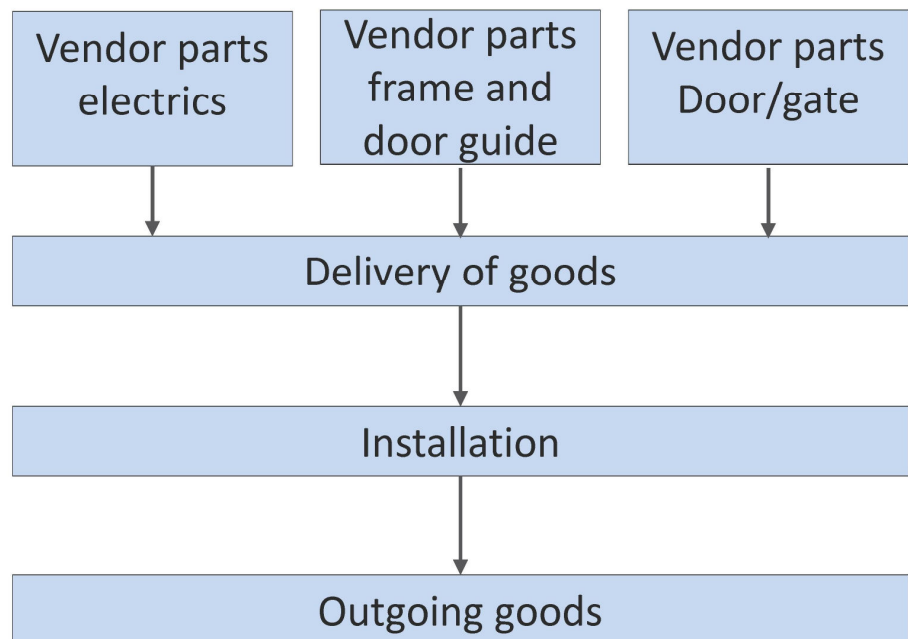 Vendor parts
electrics
Vendor parts
frame and
door guide
Vendor parts
Door/gate
Delivery of goods
Installation
Outgoing goods